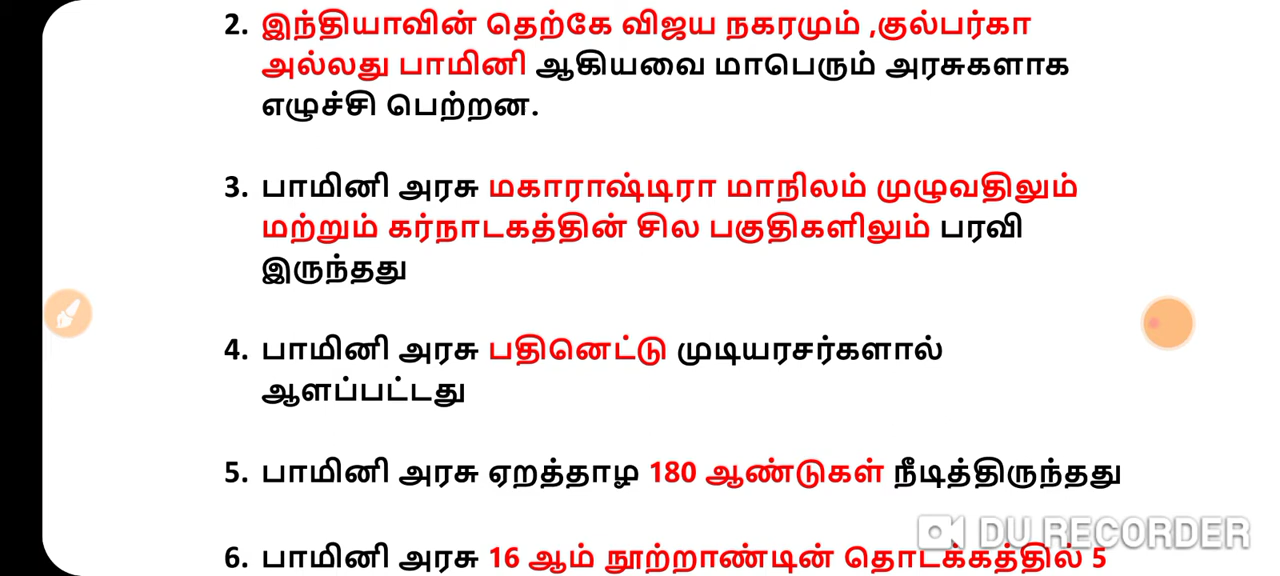 2. இந்தியாவின் தெற்கே விஜய நகரமும் ,குல்பர்கா
அல்லது பாமினி ஆகியவை மாபெரும் அரசுகளாக
எழுச்சி பெற்றன.
3. பாமினி அரசு மகாராஷ்டிரா மாநிலம் முழுவதிலும்
மற்றும் கர்நாடகத்தின் சில பகுதிகளிலும் பரவி
இருந்தது
4. பாமினி அரசு பதினெட்டு முடியரசர்களால்
ஆளப்பட்டது
5. பாமினி அரசு ஏறத்தாழ 180 ஆண்டுகள் நீடித்திருந்தது
DU RECORDER
6. பாமினி அரசு 16 ஆம் நூற்றாண்டின் தொடக்கத்தில் 5